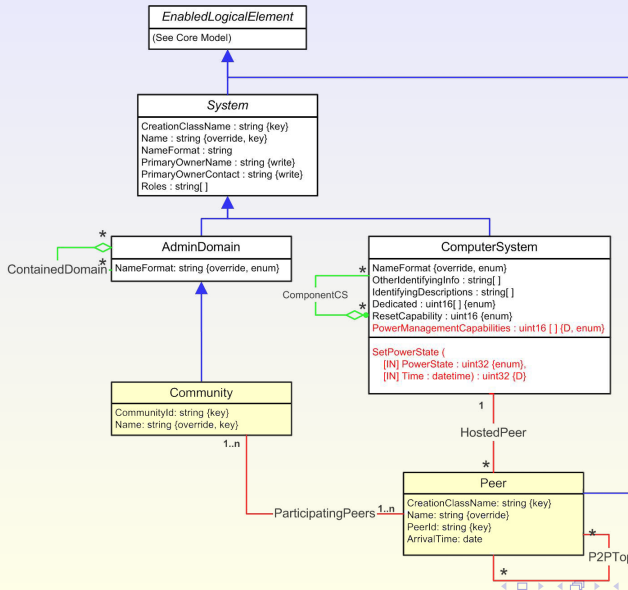 EnabledLogicalElement
(See Core Model)
System
CreationClassName : string {key}
Name : string {override, key}
NameFormat : string
PrimaryOwnerName : string {write}
PrimaryOwnerContact : string {write}
Roles : string[ ]
*
AdminDomain
NameFormat: string {override, enum}
ContainedDomain
*
ComputerSystem
NameFormat {override, enum}
OtherIdentifyingInfo : string[ ]
IdentifyingDescriptions : string[ ]
Dedicated : uint16[ ] {enum}
ResetCapability : uint16 {enum}
PowerManagementCapabilities : uint16 [ ] {D, enum}
SetPowerState (
[IN] PowerState : uint32 {enum},
[IN] Time : datetime) : uint32 {D}
*
ComponentCS
*
Community
CommunityId: string {key}
Name: string {override, key}
1..n
1
HostedPeer
*
ParticipatingPeers
1..n
Peer
CreationClassName: string {key}
Name: string {override}
PeerId: string {key}
ArrivalTime: date
*
P2PTop
*